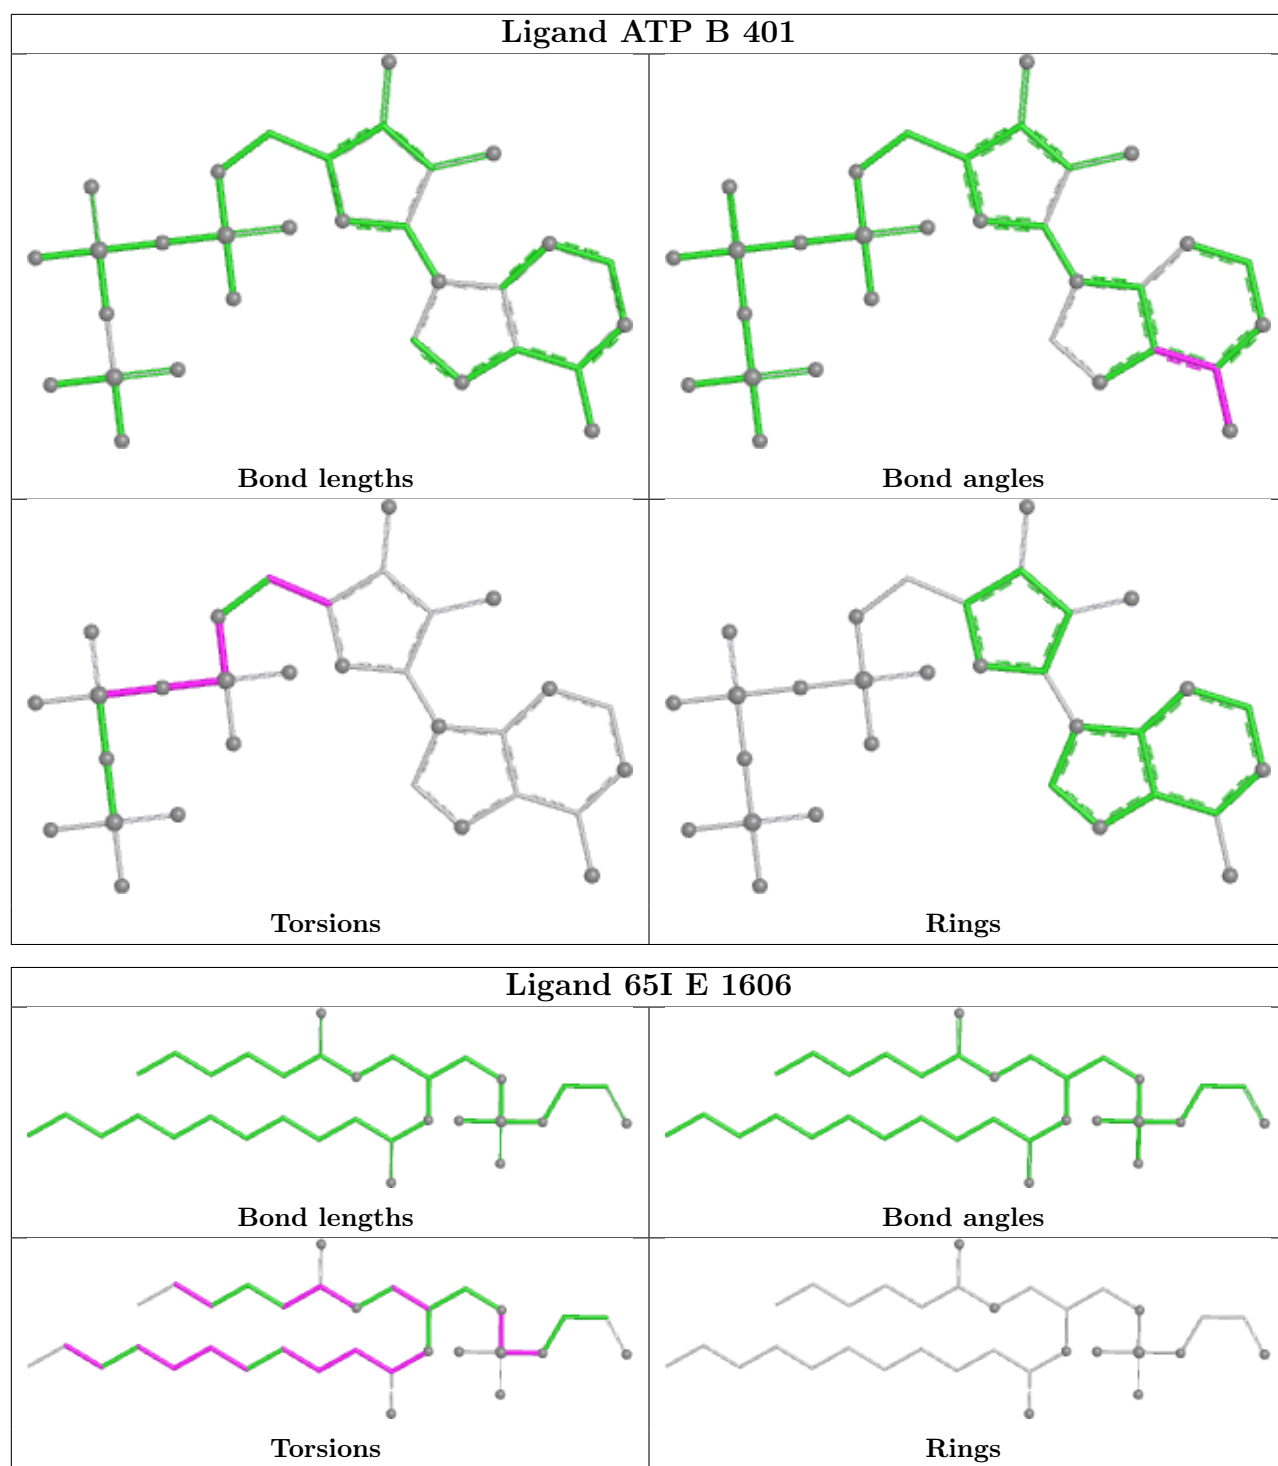 Ligand ATP B 401
Bond lengths
Bond angles
Torsions
Rings
Ligand 65I E 1606
Bond lengths
Bond angles
Torsions
Rings